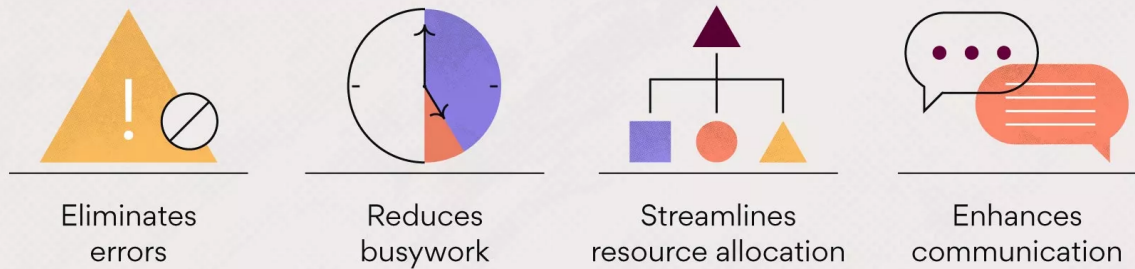 Eliminates
errors
Reduces
busywork
Streamlines
resource allocation
Enhances
communication